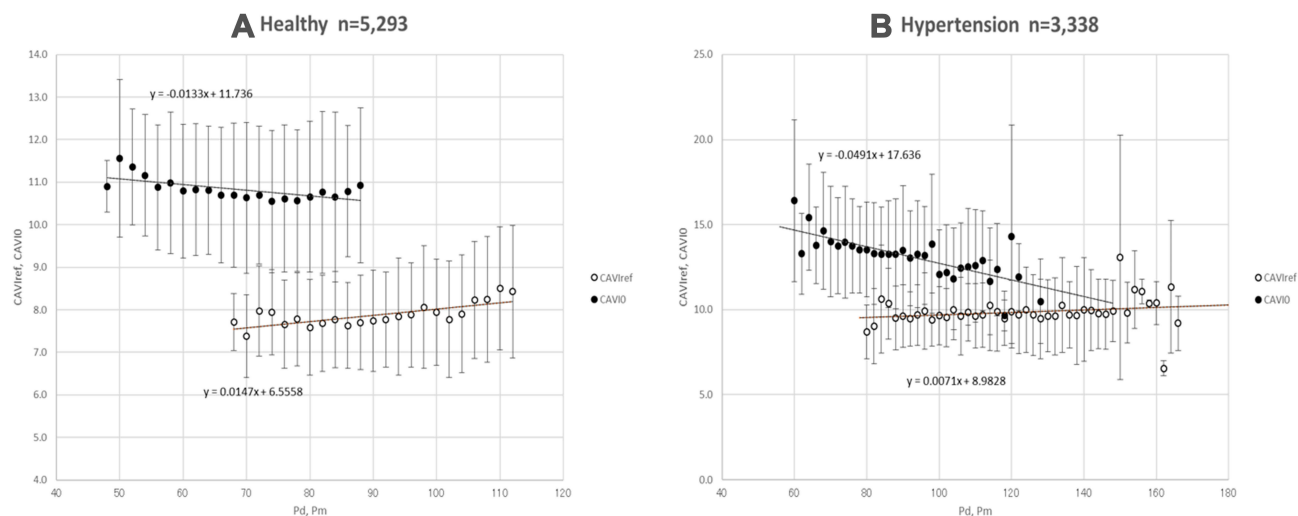 A Healthy n=5,293
14.0
13.0
12.0
11.0
10.0
9.0
8.0
7.0
6.0
5.0
4.0
CAVIref, CAVI0
y = -0.0133x + 11.736
y = 0.0147x + 6.5558
40 50 60 70 80 90 100 110 120
Pd, Pm
CAVIref
CAVI0
B Hypertension n=3,338
25.0
20.0
15.0
10.0
5.0
0.0
CAVIref, CAVI0
y = -0.0491x + 17.636
y = 0.0071x + 8.9828
40 60 80 100 120 140 160 180
Pd, Pm
CAVIref
CAVI0